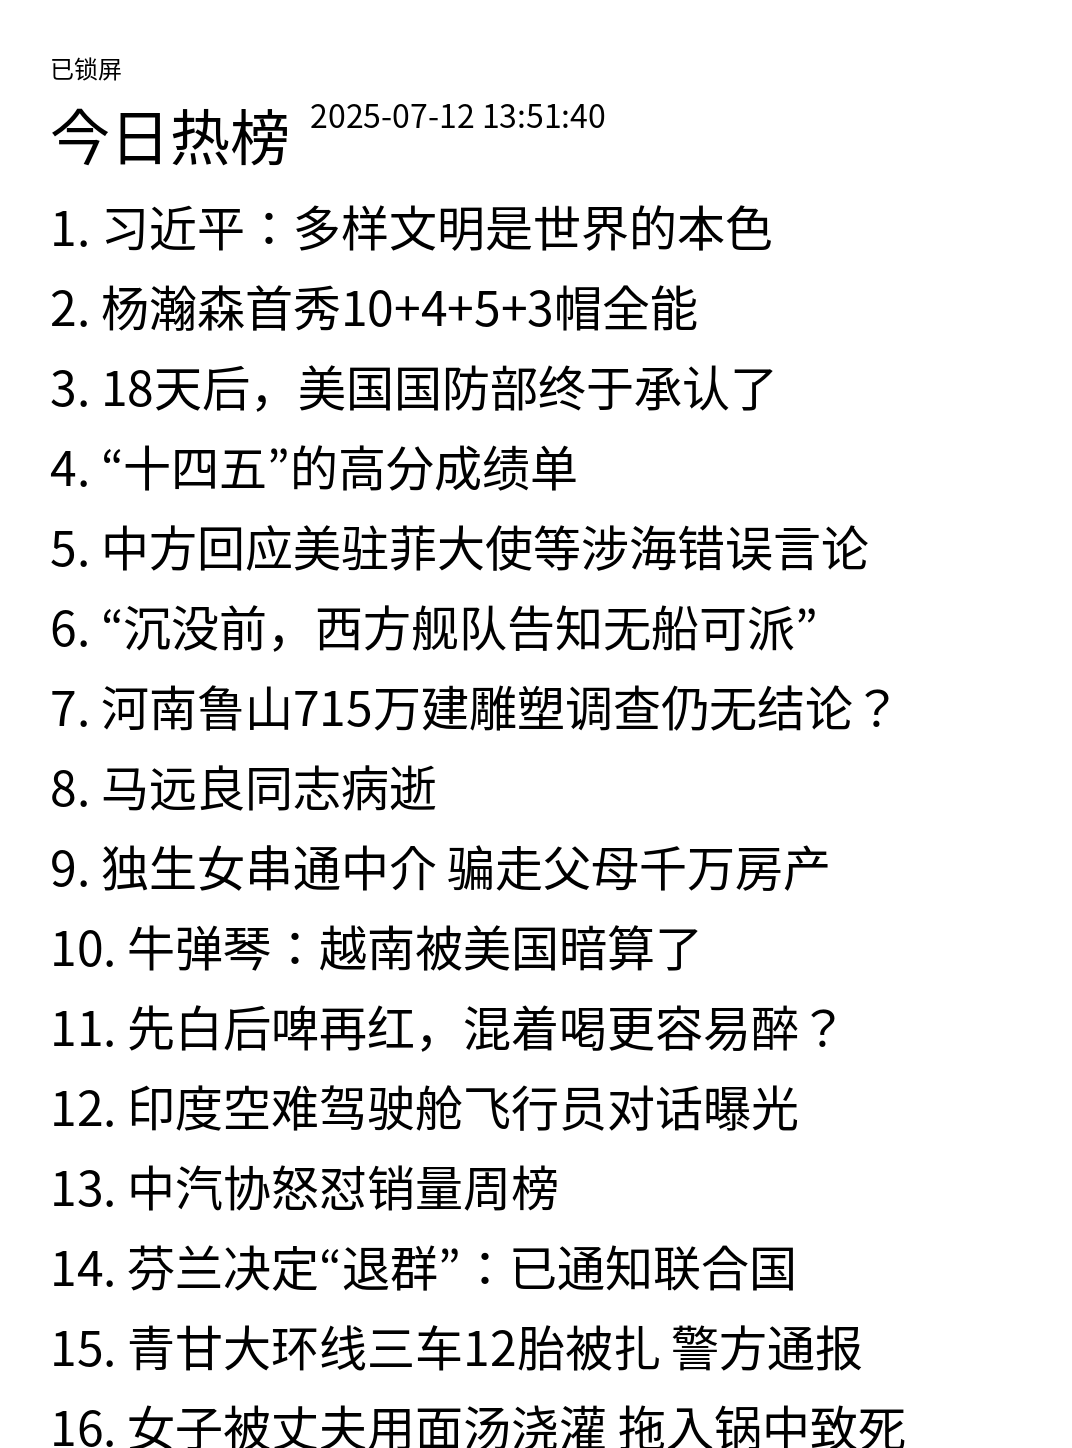 已锁屏
今日热榜 2025-07-12 13:51:40
1. 习近平：多样文明是世界的本色
2. 杨瀚森首秀10+4+5+3帽全能
3. 18天后，美国国防部终于承认了
4. “十四五”的高分成绩单
5. 中方回应美驻菲大使等涉海错误言论
6. “沉没前，西方舰队告知无船可派”
7. 河南鲁山715万建雕塑调查仍无结论？
8. 马远良同志病逝
9. 独生女串通中介 骗走父母千万房产
10. 牛弹琴：越南被美国暗算了
11. 先白后啤再红，混着喝更容易醉？
12. 印度空难驾驶舱飞行员对话曝光
13. 中汽协怒怼销量周榜
14. 芬兰决定“退群”：已通知联合国
15. 青甘大环线三车12胎被扎 警方通报
16. 女子被丈夫用面汤浇灌 拖入锅中致死